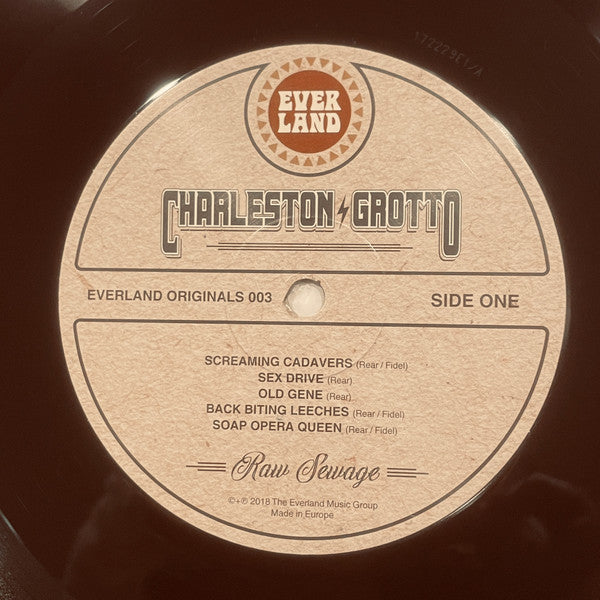 EVER
LAND
CHARLESTON GROTTO
EVERLAND ORIGINALS 003
SIDE ONE
SCREAMING CADAVERS (Rear / Fidel)
SEX DRIVE (Rear)
OLD GENE (Rear)
BACK BITING LEECHES (Rear / Fidel)
SOAP OPERA QUEEN (Rear / Fidel)
Raw Sewage
©+℗ 2018 The Everland Music Group
Made in Europe